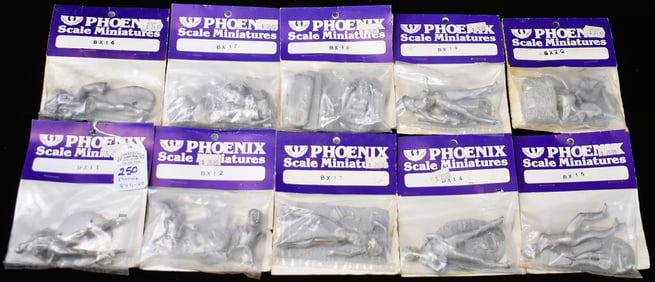 PHOENIX
Scale Miniatures
BX16
PHOENIX
Scale Miniatures
BX17
PHOENIX
Scale Miniatures
BX18
PHOENIX
Scale Miniatures
BX19
PHOENIX
Scale Miniatures
BX20
PHOENIX
Scale Miniatures
BX11
250
PHOENIX
Scale Miniatures
BX12
PHOENIX
Scale Miniatures
BX13
PHOENIX
Scale Miniatures
BX14
PHOENIX
Scale Miniatures
BX15